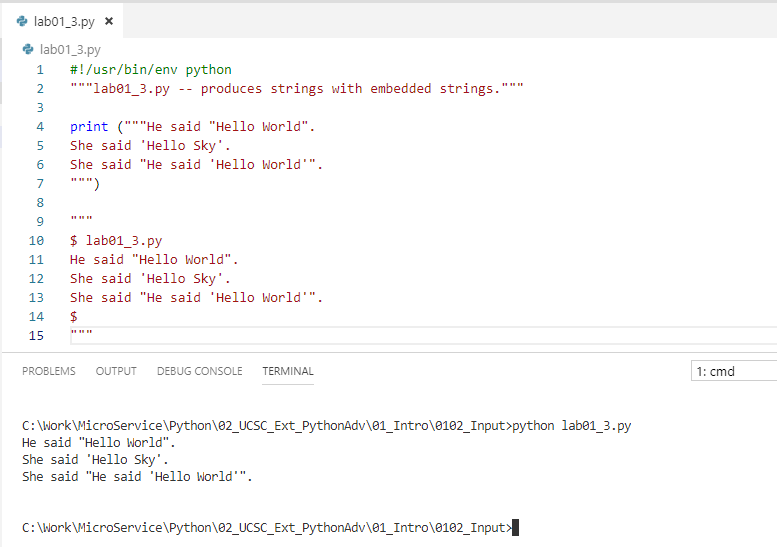 lab01_3.py ×
lab01_3.py
1 #!/usr/bin/env python
2 """lab01_3.py -- produces strings with embedded strings."""
3
4 print ("""He said "Hello World".
5 She said 'Hello Sky'.
6 She said "He said 'Hello World'".
7 """)
8
9 """
10 $ lab01_3.py
11 He said "Hello World".
12 She said 'Hello Sky'.
13 She said "He said 'Hello World'".
14 $
15 """
PROBLEMS OUTPUT DEBUG CONSOLE TERMINAL 1: cmd
C:\Work\MicroService\Python\02_UCSC_Ext_PythonAdv\01_Intro\0102_Input>python lab01_3.py
He said "Hello World".
She said 'Hello Sky'.
She said "He said 'Hello World'".
C:\Work\MicroService\Python\02_UCSC_Ext_PythonAdv\01_Intro\0102_Input>